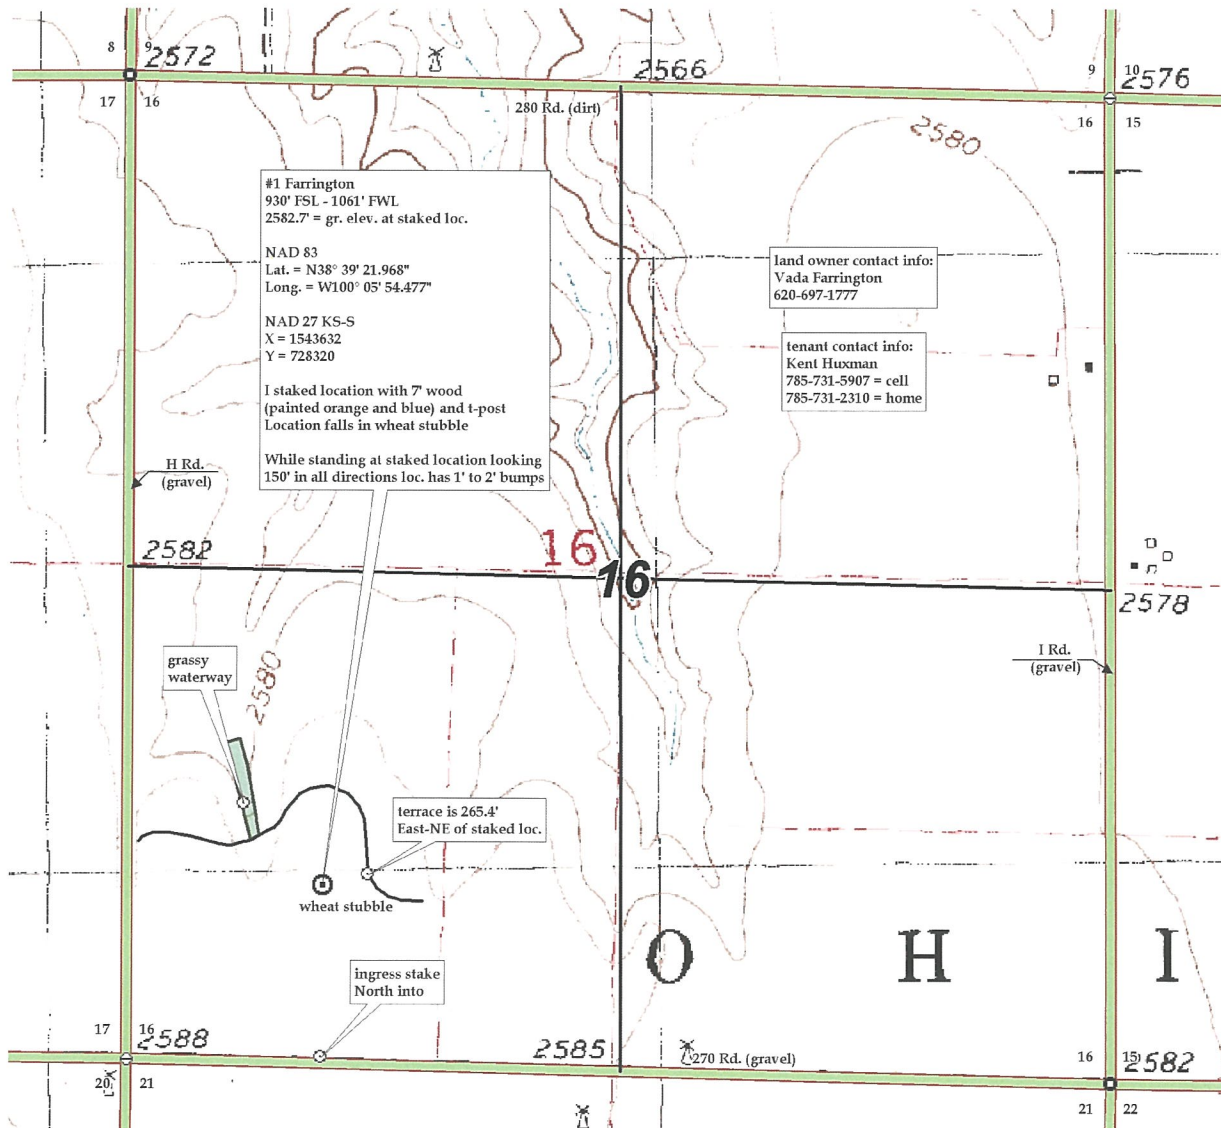 8
9
2572
2566
9
10
2576
17
16
280 Rd. (dirt)
16
15
2580
#1 Farrington
930' FSL - 1061' FWL
2582.7' = gr. elev. at staked loc.
NAD 83
Lat. = N38° 39' 21.968"
Long. = W100° 05' 54.477"
NAD 27 KS-S
X = 1543632
Y = 728320
I staked location with 7' wood
(painted orange and blue) and t-post
Location falls in wheat stubble
While standing at staked location looking
150' in all directions loc. has 1' to 2' bumps
land owner contact info:
Vada Farrington
620-697-1777
tenant contact info:
Kent Huxman
785-731-5907 = cell
785-731-2310 = home
H Rd.
(gravel)
2582
16
16
2578
I Rd.
(gravel)
grassy
waterway
2580
terrace is 265.4'
East-NE of staked loc.
wheat stubble
O H I
ingress stake
North into
17
16
2588
2585
270 Rd. (gravel)
16
15
2582
20
21
21
22